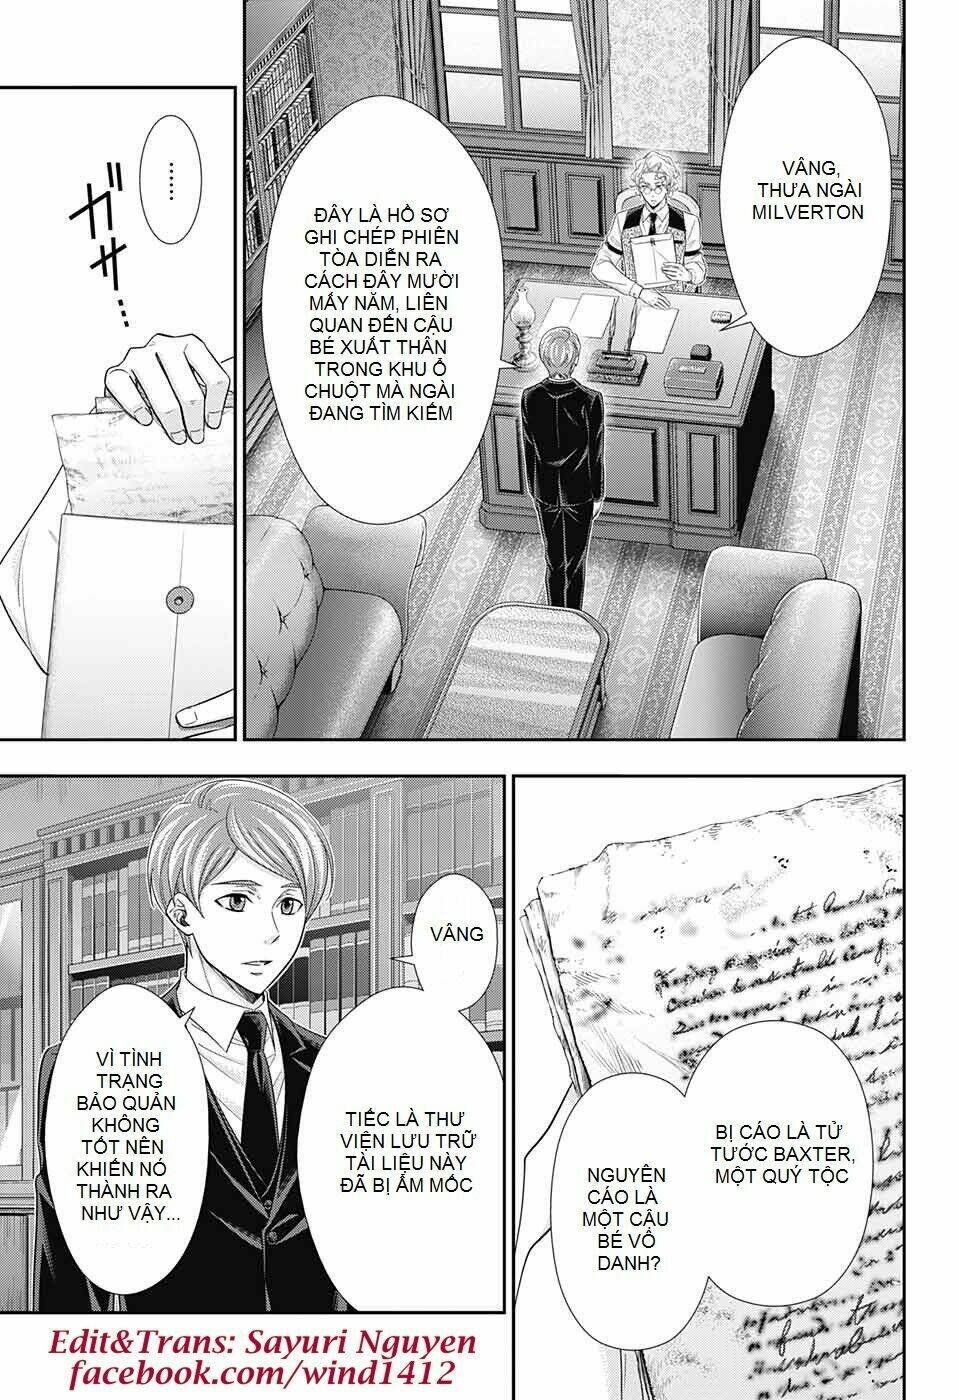 VÂNG,
THƯA NGÀI
MILVERTON
ĐÂY LÀ HỒ SƠ
GHI CHÉP PHIÊN
TÒA DIỄN RA
CÁCH ĐÂY MƯỜI
MẤY NĂM, LIÊN
QUAN ĐẾN CẬU
BÉ XUẤT THÂN
TRONG KHU Ổ
CHUỘT MÀ NGÀI
ĐANG TÌM KIẾM
........
ガサ...
BỊ CÁO LÀ TỬ
TƯỚC BAXTER,
MỘT QUÝ TỘC
NGUYÊN
CÁO LÀ
MỘT CẬU
BÉ VÔ
DANH?
VÂNG
TIẾC LÀ THƯ
VIỆN LƯU TRỮ
TÀI LIỆU NÀY
ĐÃ BỊ ẨM MỐC
VÌ TÌNH
TRẠNG
BẢO QUẢN
KHÔNG
TỐT NÊN
KHIẾN NÓ
THÀNH RA
NHƯ VẬY...
Edit&Trans: Sayuri Nguyen
facebook.com/wind1412